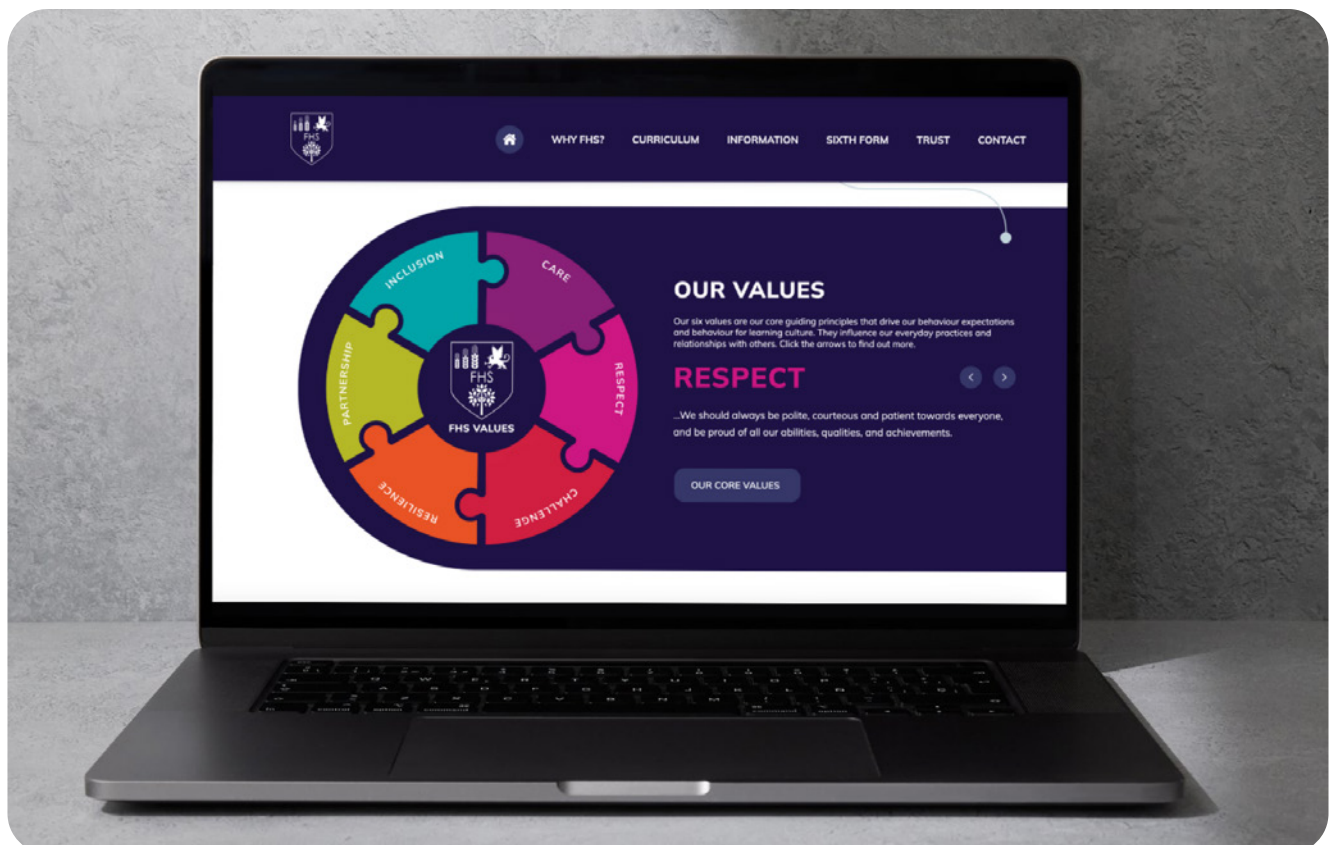 FHS
WHY FHS? CURRICULUM INFORMATION SIXTH FORM TRUST CONTACT
INCLUSION
CARE
PARTNERSHIP
RESPECT
FHS
FHS VALUES
RESILIENCE
CHALLENGE
OUR VALUES
Our six values are our core guiding principles that drive our behaviour expectations
and behaviour for learning culture. They influence our everyday practices and
relationships with others. Click the arrows to find out more.
RESPECT
...We should always be polite, courteous and patient towards everyone,
and be proud of all our abilities, qualities, and achievements.
OUR CORE VALUES